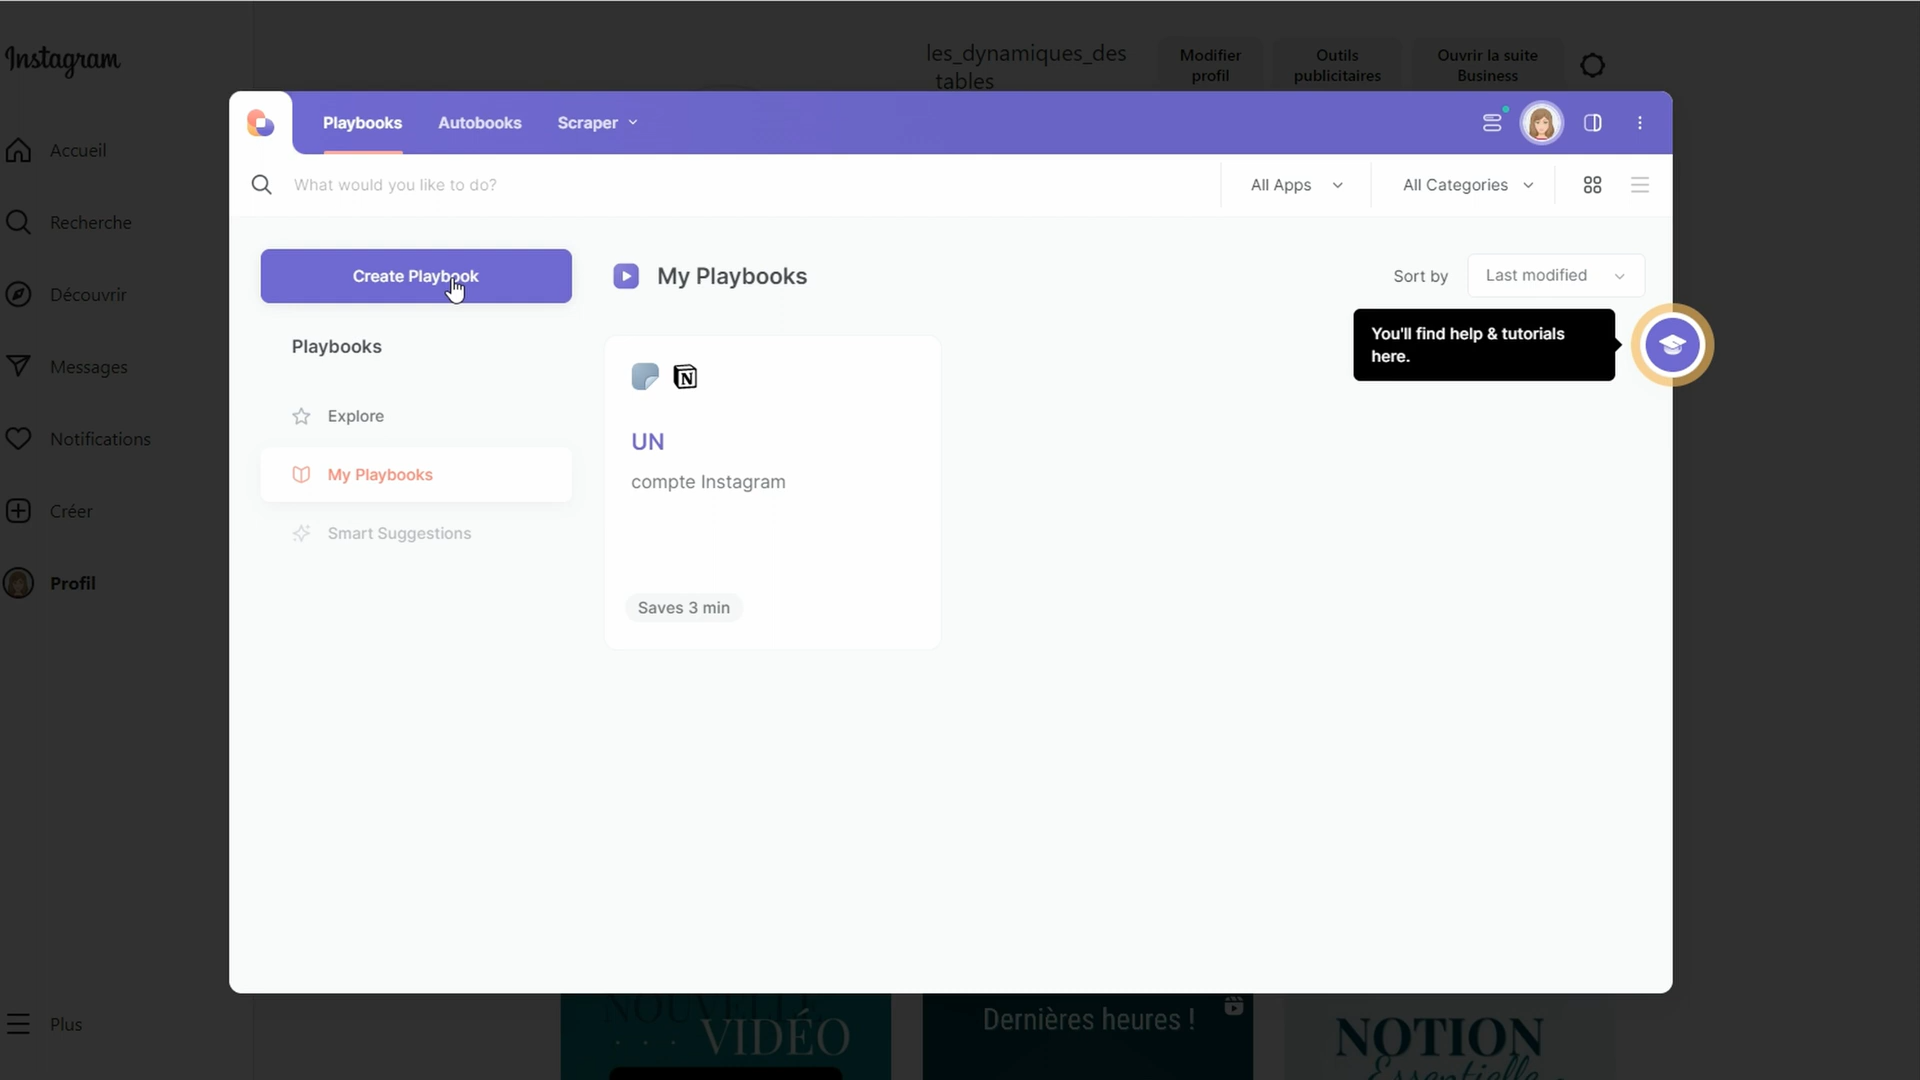 Instagram
Accueil
Recherche
Découvrir
Messages
Notifications
Créer
Profil
Plus
les_dynamiques_des
tables
Modifier
profil
Outils
publicitaires
Ouvrir la suite
Business
Playbooks
Autobooks
Scraper
What would you like to do?
All Apps
All Categories
Create Playbook
Playbooks
Explore
My Playbooks
Smart Suggestions
My Playbooks
Sort by
Last modified
You'll find help & tutorials
here.
N
UN
compte Instagram
Saves 3 min
NOUVELLE
VIDÉO
Dernières heures !
NOTION
Essentielle